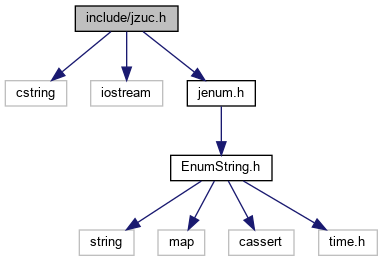 include/jzuc.h
cstring
iostream
jenum.h
EnumString.h
string
map
cassert
time.h